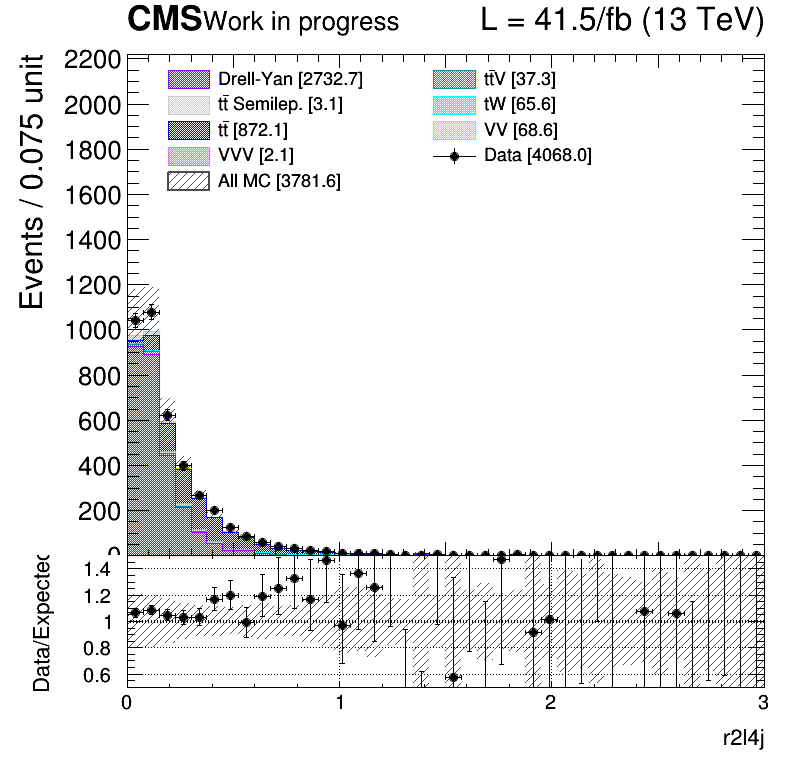 CMS Work in progress L = 41.5/fb (13 TeV)
Events / 0.075 unit
2200
2000
1800
1600
1400
1200
1000
800
600
400
200
0
Drell-Yan [2732.7]
tt̄ Semilep. [3.1]
tt̄ [872.1]
VVV [2.1]
All MC [3781.6]
tt̄V [37.3]
tW [65.6]
VV [68.6]
Data [4068.0]
Data/Expected
1.4
1.2
1
0.8
0.6
0 1 2 3
r2l4j